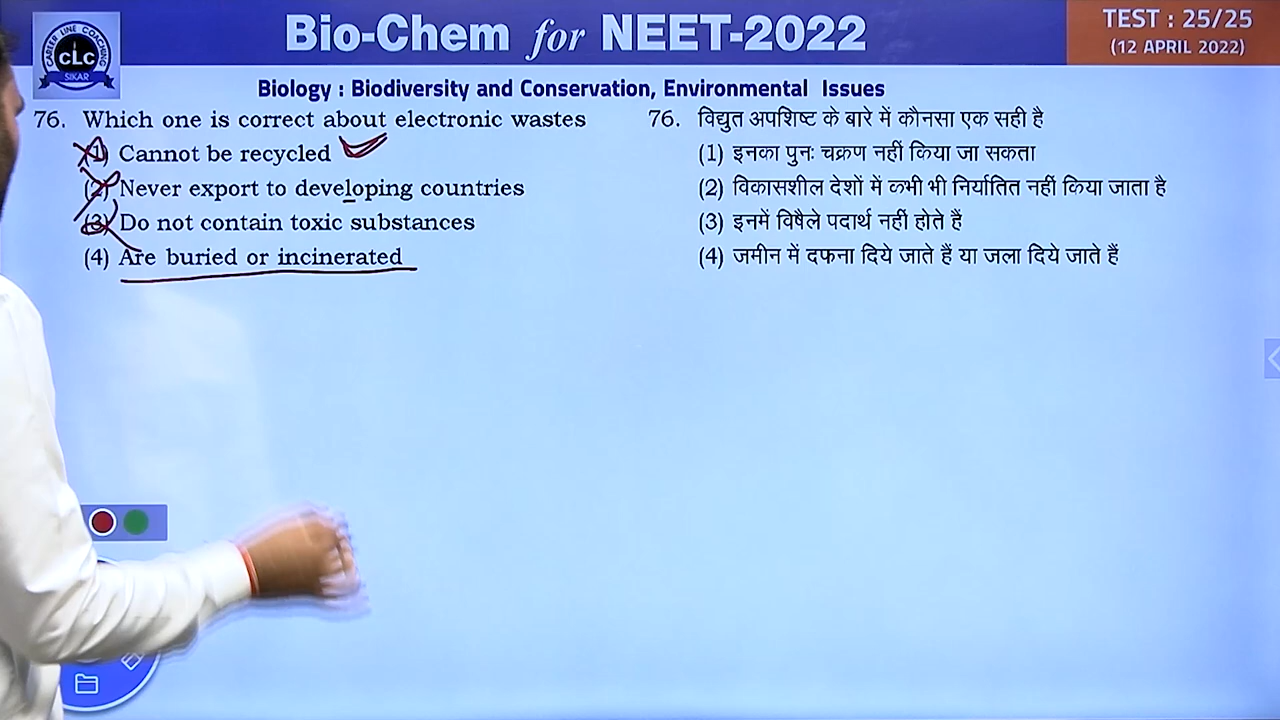 CAREER LINE COACHING
CLC
SIKAR
Bio-Chem for NEET-2022
TEST : 25/25
(12 APRIL 2022)
Biology : Biodiversity and Conservation, Environmental Issues
76. Which one is correct about electronic wastes
(1) Cannot be recycled
(2) Never export to developing countries
(3) Do not contain toxic substances
(4) Are buried or incinerated
76. विद्युत अपशिष्ट के बारे में कौनसा एक सही है
(1) इनका पुनः चक्रण नहीं किया जा सकता
(2) विकासशील देशों में कभी भी निर्यातित नहीं किया जाता है
(3) इनमें विषैले पदार्थ नहीं होते हैं
(4) जमीन में दफना दिये जाते हैं या जला दिये जाते हैं